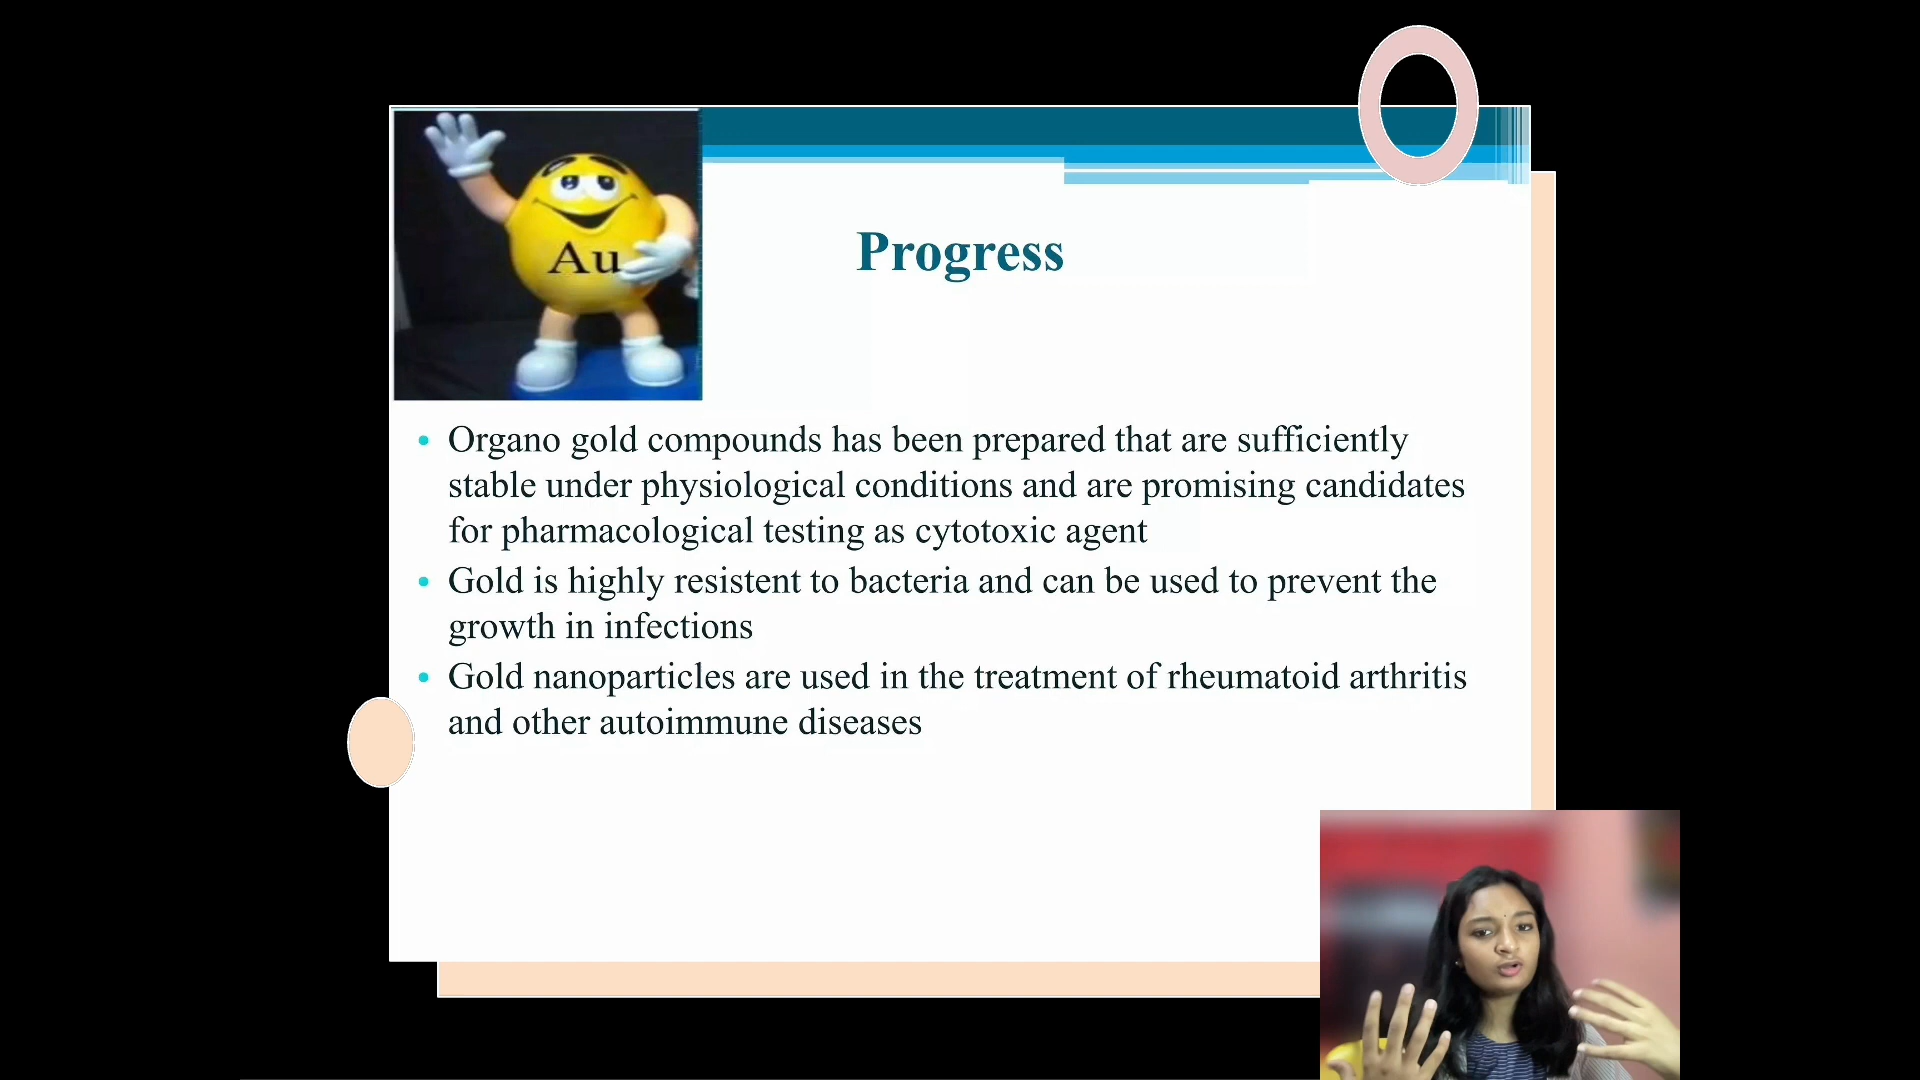 Au
Progress
• Organo gold compounds has been prepared that are sufficiently
stable under physiological conditions and are promising candidates
for pharmacological testing as cytotoxic agent
• Gold is highly resistent to bacteria and can be used to prevent the
growth in infections
• Gold nanoparticles are used in the treatment of rheumatoid arthritis
and other autoimmune diseases